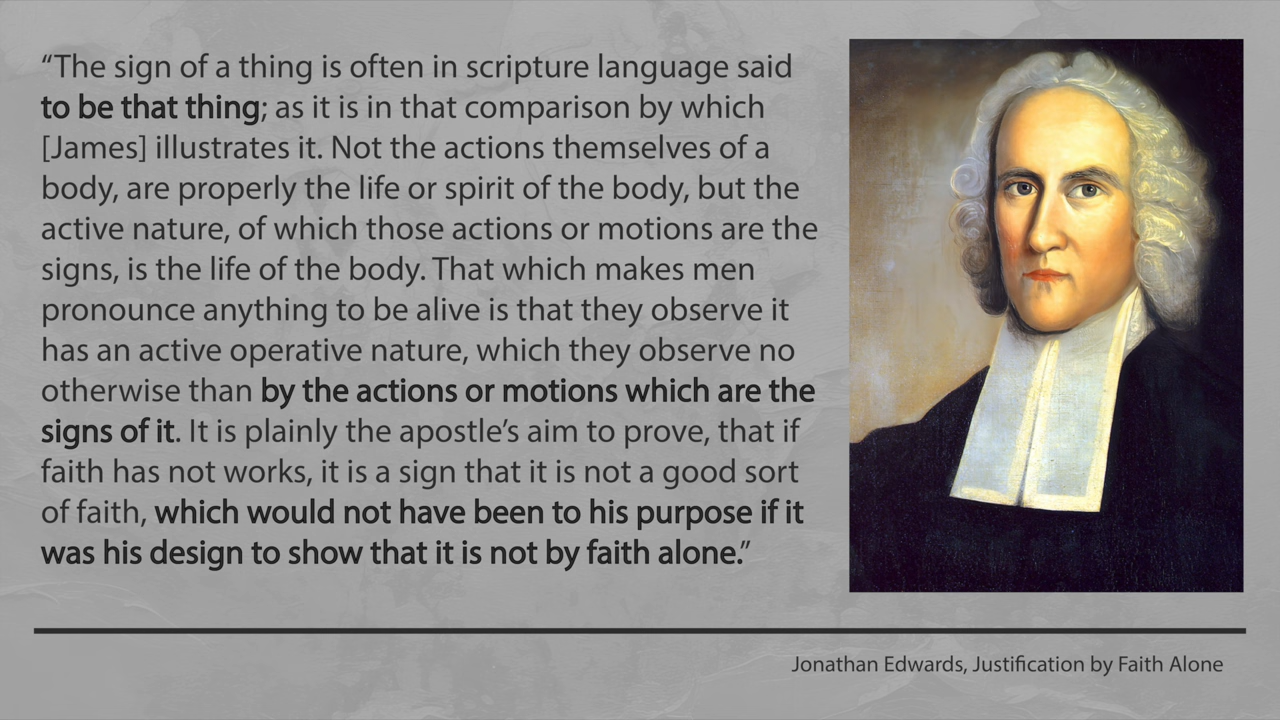 “The sign of a thing is often in scripture language said
to be that thing; as it is in that comparison by which
[James] illustrates it. Not the actions themselves of a
body, are properly the life or spirit of the body, but the
active nature, of which those actions or motions are the
signs, is the life of the body. That which makes men
pronounce anything to be alive is that they observe it
has an active operative nature, which they observe no
otherwise than by the actions or motions which are the
signs of it. It is plainly the apostle’s aim to prove, that if
faith has not works, it is a sign that it is not a good sort
of faith, which would not have been to his purpose if it
was his design to show that it is not by faith alone.”
Jonathan Edwards, Justification by Faith Alone